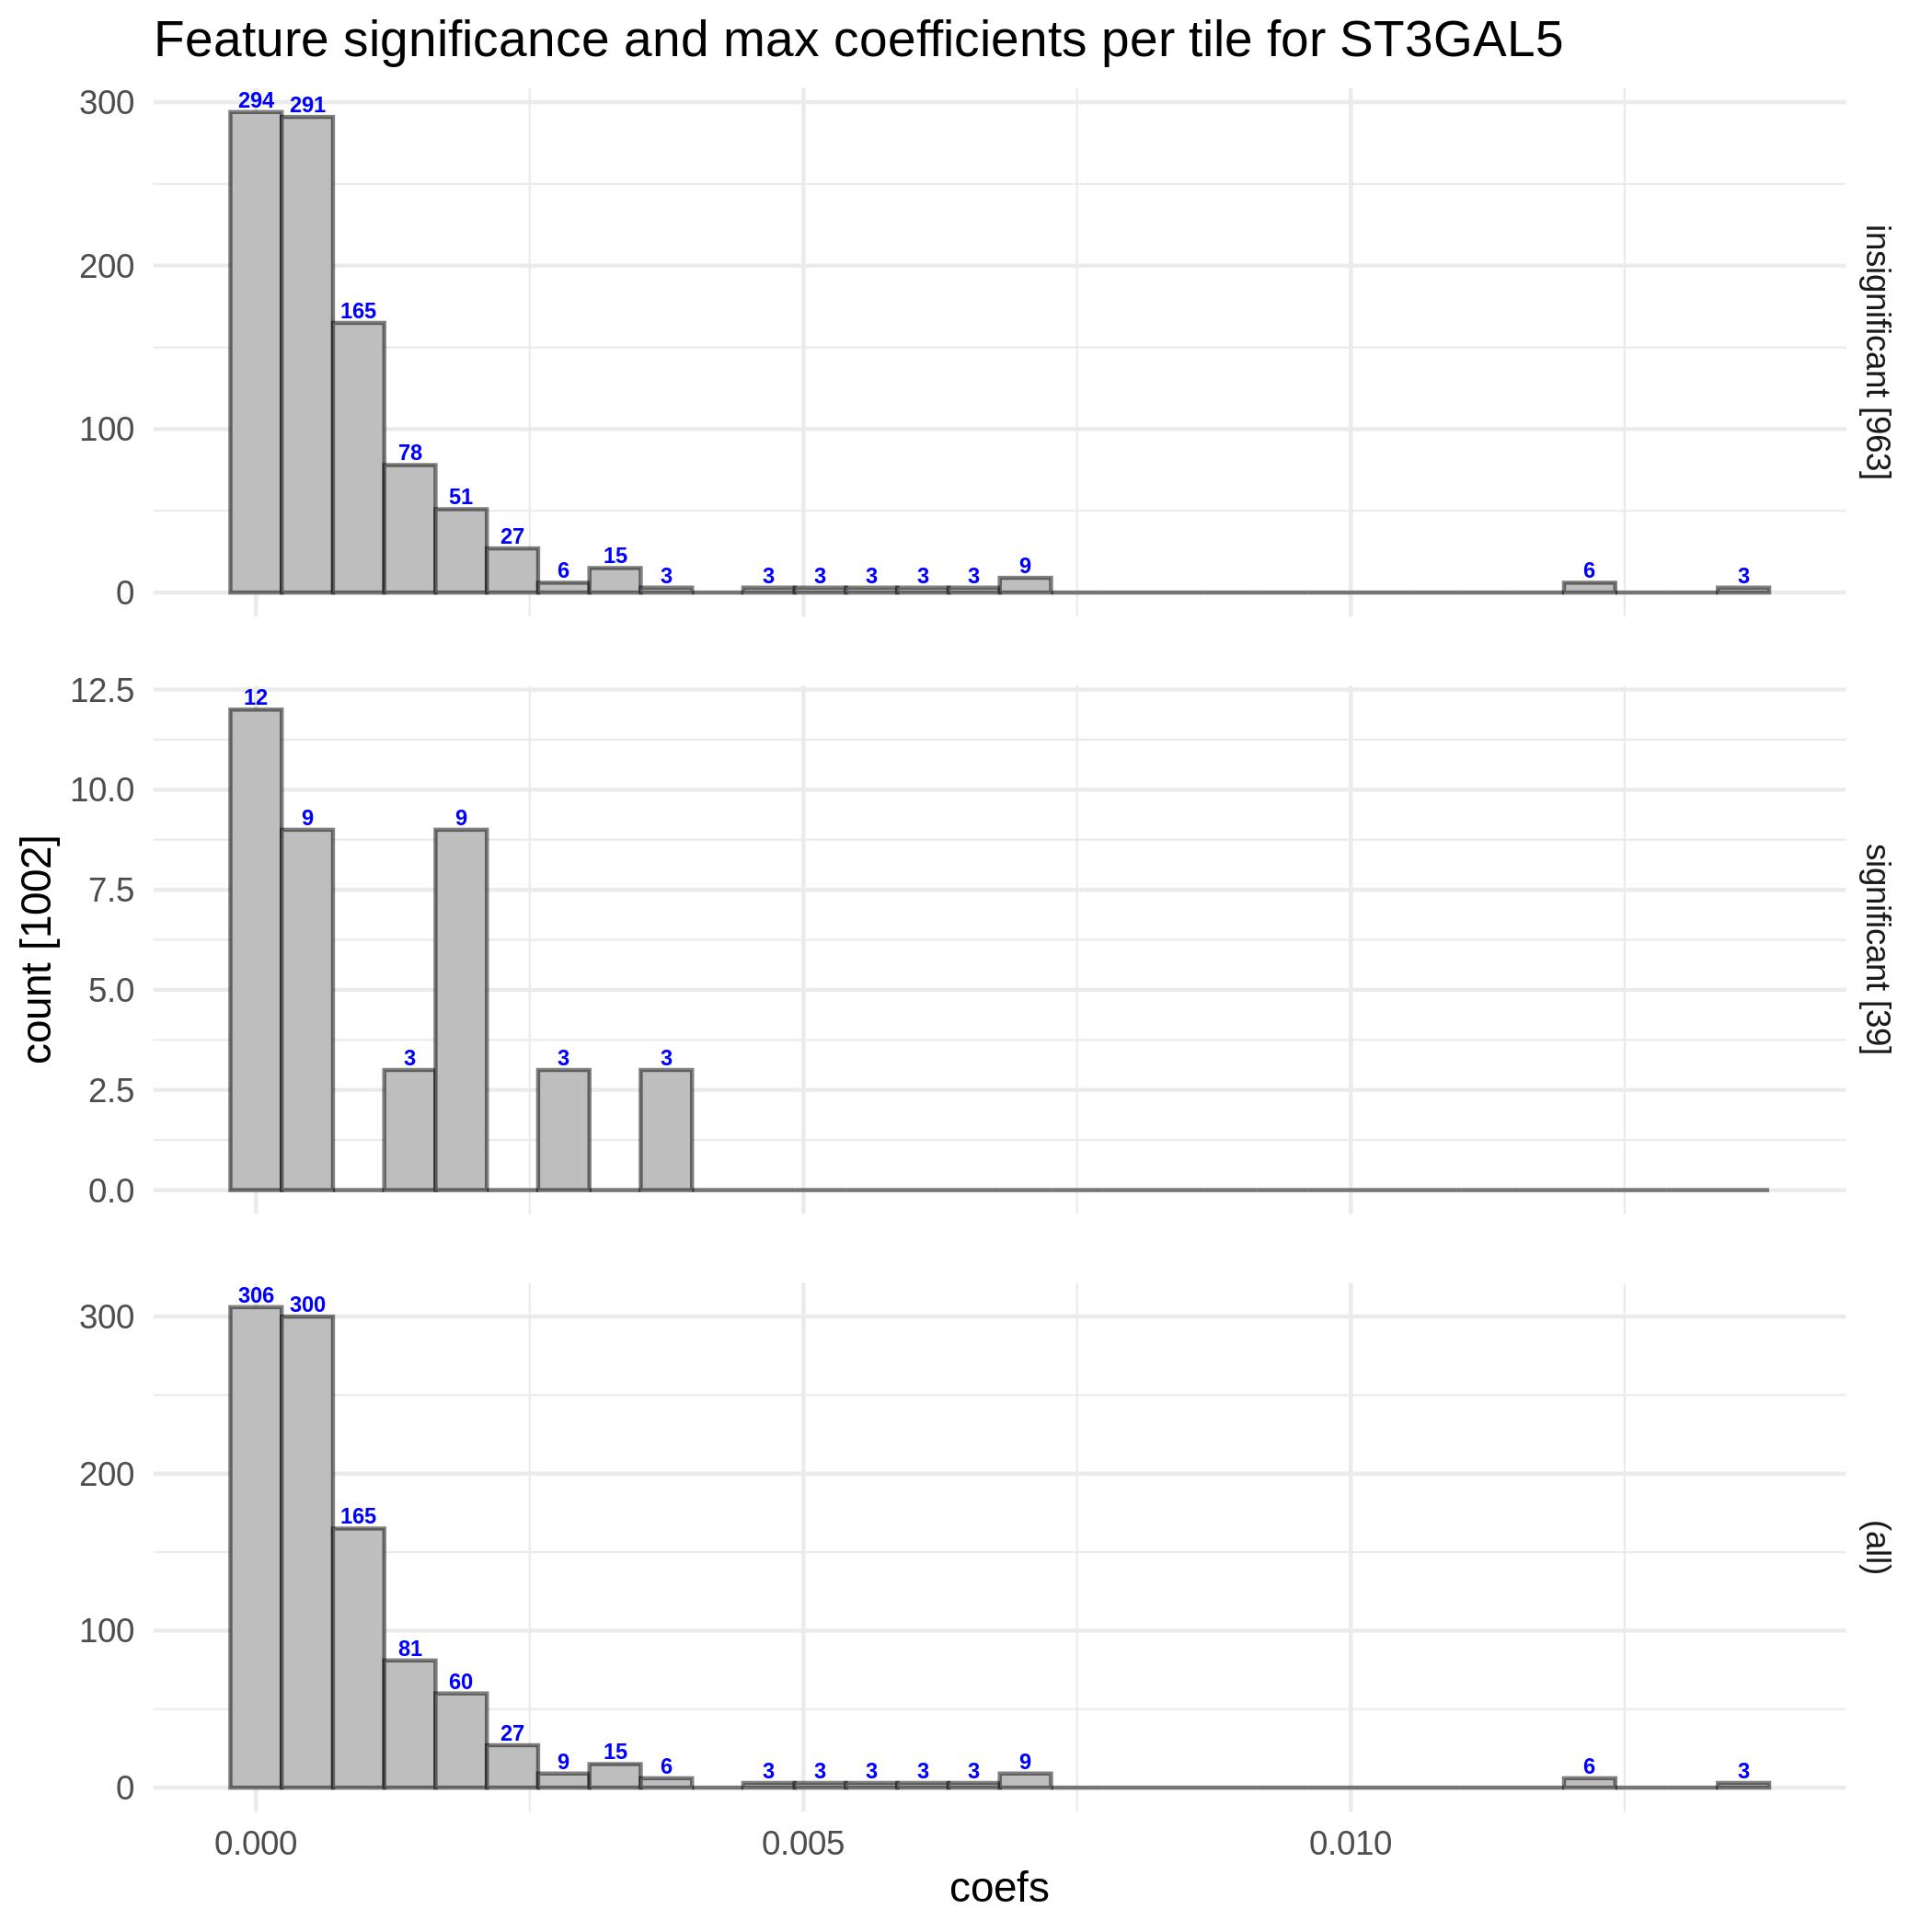 Feature significance and max coefficients per tile for ST3GAL5
300
200
100
0
294 291 165 78 51 27 6 15 3 3 3 3 3 3 9 6 3
insignificant [963]
count [1002]
12.5
10.0
7.5
5.0
2.5
0.0
12 9 3 9 3 3
significant [39]
300
200
100
0
306 300 165 81 60 27 9 15 6 3 3 3 3 3 9 6 3
(all)
0.000 0.005 0.010
coefs